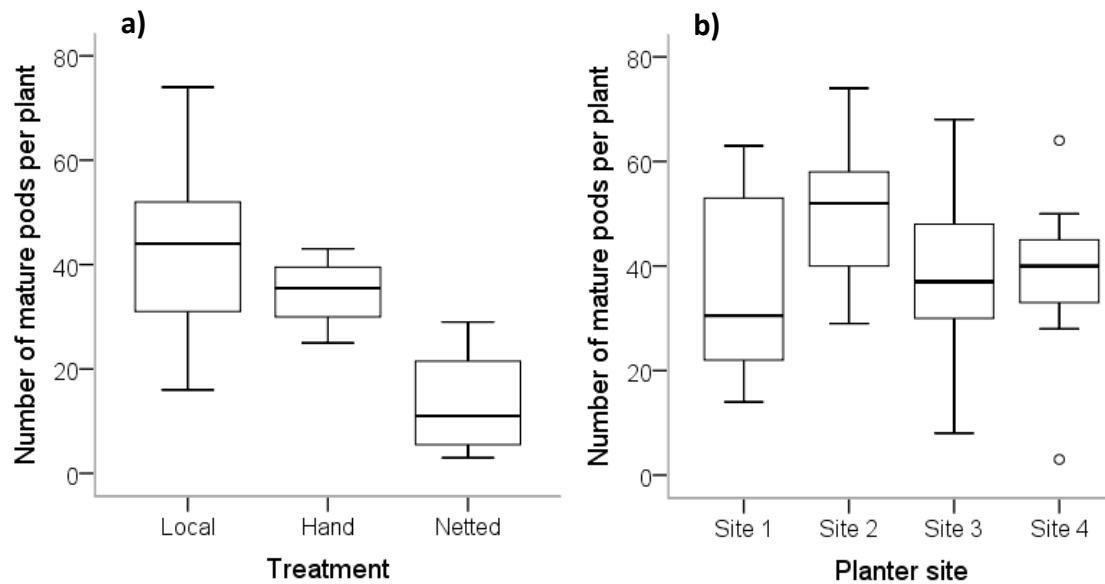 a)
Number of mature pods per plant
80
60
40
20
0
Local Hand Netted
Treatment
b)
Number of mature pods per plant
80
60
40
20
0
Site 1 Site 2 Site 3 Site 4
Planter site